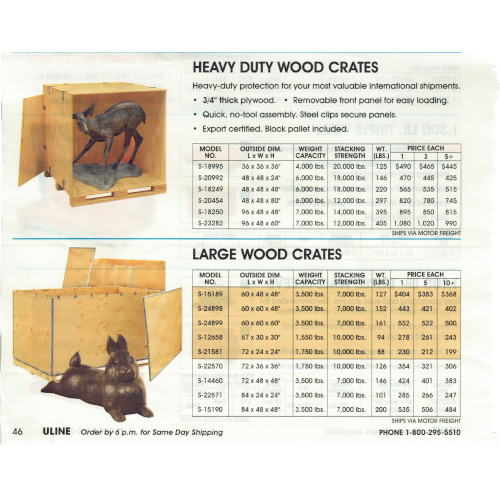 HEAVY DUTY WOOD CRATES
Heavy-duty protection for your most valuable international shipments.
• 3/4" thick plywood. • Removable front panel for easy loading.
• Quick, no-tool assembly. Steel clips secure panels.
• Export certified. Block pallet included.
MODEL NO. OUTSIDE DIM. L x W x H WEIGHT CAPACITY STACKING STRENGTH WT. (LBS.) PRICE EACH 1 3 5+
S-18995 36 x 36 x 36" 4,000 lbs. 20,000 lbs. 125 $490 $465 $445
S-20992 48 x 48 x 24" 6,000 lbs. 18,000 lbs. 146 470 445 425
S-18249 48 x 48 x 48" 6,000 lbs. 18,000 lbs. 220 565 535 515
S-20454 48 x 48 x 80" 6,000 lbs. 12,000 lbs. 297 820 780 745
S-18250 96 x 48 x 48" 7,000 lbs. 14,000 lbs. 395 895 850 815
S-23282 96 x 48 x 60" 7,000 lbs. 12,000 lbs. 405 1,080 1,020 990
SHIPS VIA MOTOR FREIGHT
LARGE WOOD CRATES
MODEL NO. OUTSIDE DIM. L x W x H WEIGHT CAPACITY STACKING STRENGTH WT. (LBS.) PRICE EACH 1 5 10+
S-15189 60 x 48 x 48" 3,500 lbs. 7,000 lbs. 127 $404 $383 $368
S-24898 60 x 48 x 60" 3,500 lbs. 7,000 lbs. 152 443 421 402
S-24899 60 x 60 x 60" 3,500 lbs. 7,000 lbs. 161 552 522 500
S-12658 67 x 30 x 30" 1,550 lbs. 10,000 lbs. 94 278 261 243
S-21581 72 x 24 x 24" 1,750 lbs. 10,000 lbs. 88 230 212 199
S-22570 72 x 36 x 36" 1,750 lbs. 10,000 lbs. 126 354 321 306
S-14460 72 x 48 x 48" 3,500 lbs. 7,000 lbs. 146 424 401 383
S-22571 84 x 24 x 24" 3,500 lbs. 7,000 lbs. 101 285 266 247
S-15190 84 x 48 x 48" 3,500 lbs. 7,000 lbs. 200 535 506 484
SHIPS VIA MOTOR FREIGHT
46 ULINE Order by 6 p.m. for Same Day Shipping PHONE 1-800-295-5510